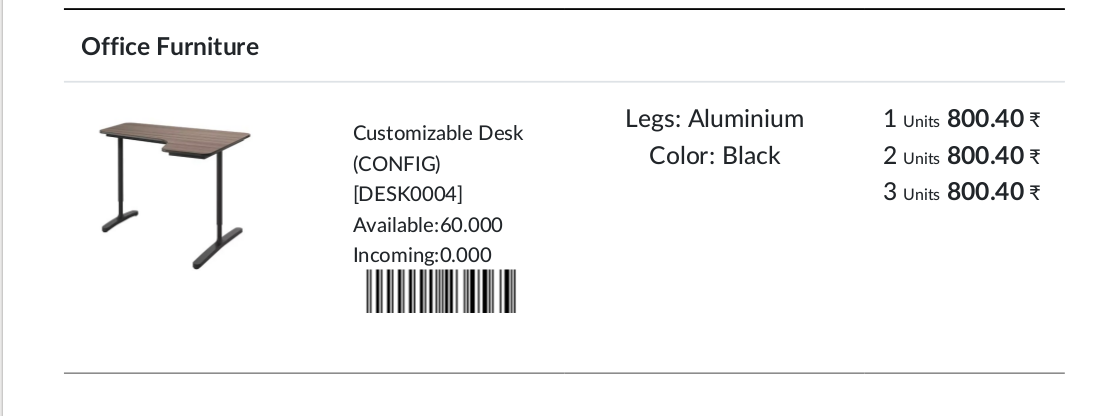 Office Furniture
Customizable Desk
(CONFIG)
[DESK0004]
Available:60.000
Incoming:0.000
Legs: Aluminium
Color: Black
1 Units 800.40 ₹
2 Units 800.40 ₹
3 Units 800.40 ₹